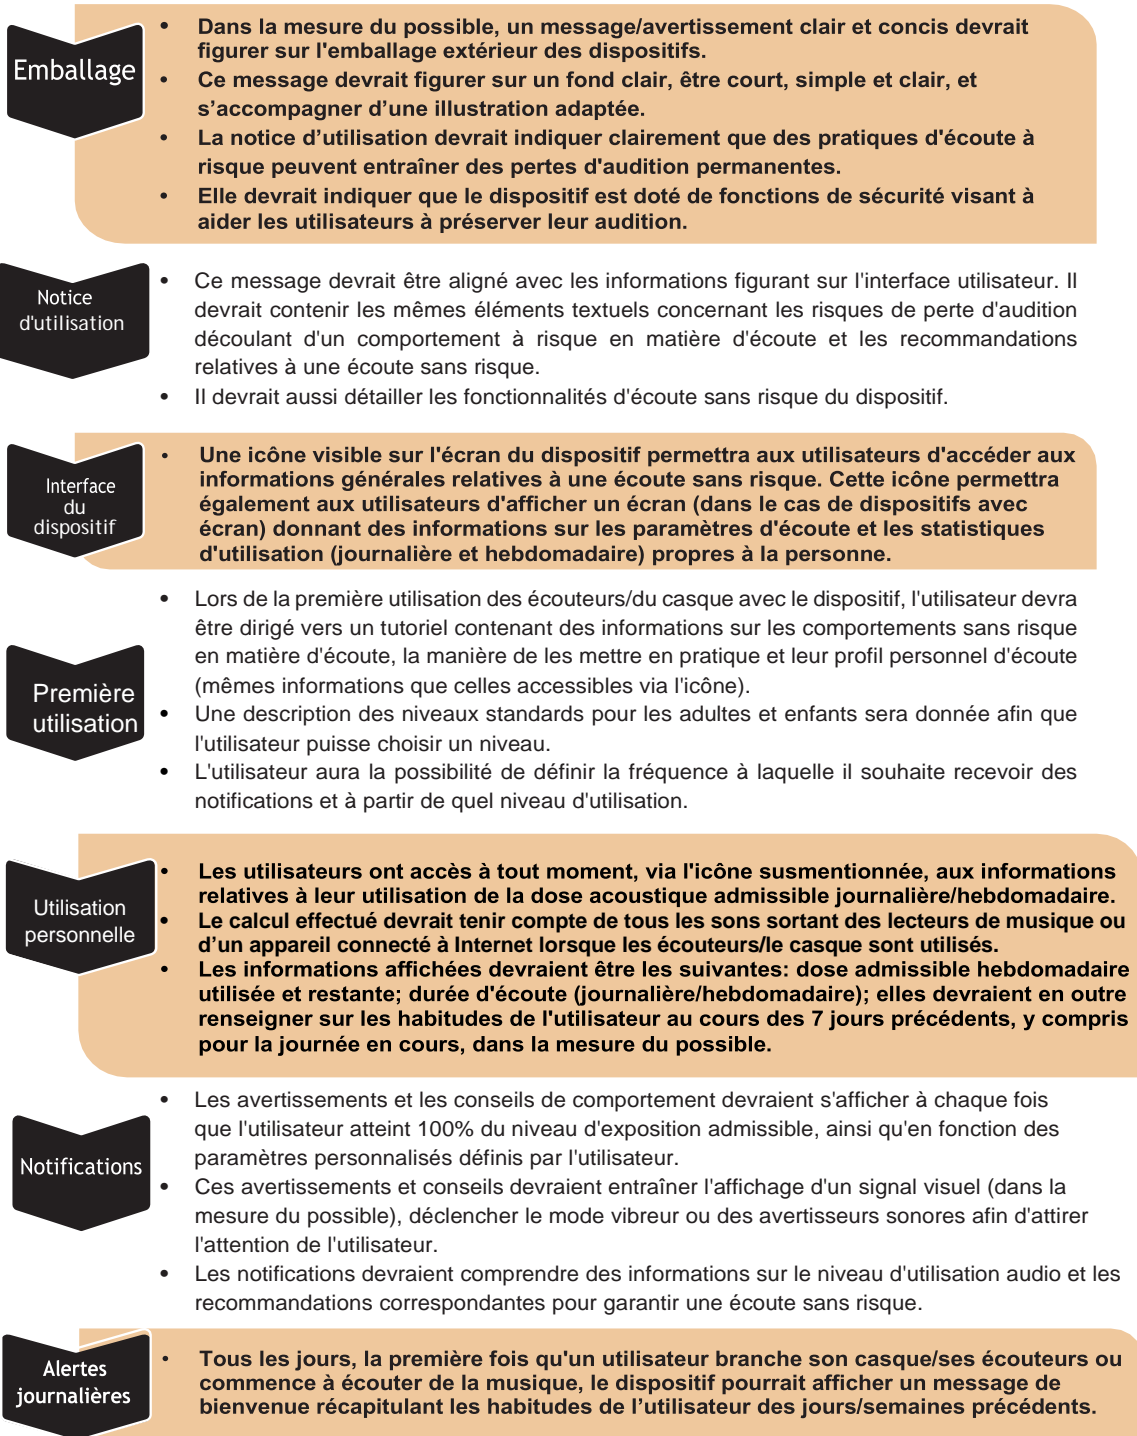 Emballage
• Dans la mesure du possible, un message/avertissement clair et concis devrait
figurer sur l'emballage extérieur des dispositifs.
• Ce message devrait figurer sur un fond clair, être court, simple et clair, et
s’accompagner d’une illustration adaptée.
• La notice d’utilisation devrait indiquer clairement que des pratiques d'écoute à
risque peuvent entraîner des pertes d'audition permanentes.
• Elle devrait indiquer que le dispositif est doté de fonctions de sécurité visant à
aider les utilisateurs à préserver leur audition.
Notice
d'utilisation
• Ce message devrait être aligné avec les informations figurant sur l'interface utilisateur. Il
devrait contenir les mêmes éléments textuels concernant les risques de perte d'audition
découlant d'un comportement à risque en matière d'écoute et les recommandations
relatives à une écoute sans risque.
• Il devrait aussi détailler les fonctionnalités d'écoute sans risque du dispositif.
Interface
du
dispositif
• Une icône visible sur l'écran du dispositif permettra aux utilisateurs d'accéder aux
informations générales relatives à une écoute sans risque. Cette icône permettra
également aux utilisateurs d'afficher un écran (dans le cas de dispositifs avec
écran) donnant des informations sur les paramètres d'écoute et les statistiques
d'utilisation (journalière et hebdomadaire) propres à la personne.
Première
utilisation
• Lors de la première utilisation des écouteurs/du casque avec le dispositif, l'utilisateur devra
être dirigé vers un tutoriel contenant des informations sur les comportements sans risque
en matière d'écoute, la manière de les mettre en pratique et leur profil personnel d'écoute
(mêmes informations que celles accessibles via l'icône).
• Une description des niveaux standards pour les adultes et enfants sera donnée afin que
l'utilisateur puisse choisir un niveau.
• L'utilisateur aura la possibilité de définir la fréquence à laquelle il souhaite recevoir des
notifications et à partir de quel niveau d'utilisation.
Utilisation
personnelle
• Les utilisateurs ont accès à tout moment, via l'icône susmentionnée, aux informations
relatives à leur utilisation de la dose acoustique admissible journalière/hebdomadaire.
• Le calcul effectué devrait tenir compte de tous les sons sortant des lecteurs de musique ou
d’un appareil connecté à Internet lorsque les écouteurs/le casque sont utilisés.
• Les informations affichées devraient être les suivantes: dose admissible hebdomadaire
utilisée et restante; durée d'écoute (journalière/hebdomadaire); elles devraient en outre
renseigner sur les habitudes de l'utilisateur au cours des 7 jours précédents, y compris
pour la journée en cours, dans la mesure du possible.
Notifications
• Les avertissements et les conseils de comportement devraient s'afficher à chaque fois
que l'utilisateur atteint 100% du niveau d'exposition admissible, ainsi qu'en fonction des
paramètres personnalisés définis par l'utilisateur.
• Ces avertissements et conseils devraient entraîner l'affichage d'un signal visuel (dans la
mesure du possible), déclencher le mode vibreur ou des avertisseurs sonores afin d'attirer
l'attention de l'utilisateur.
• Les notifications devraient comprendre des informations sur le niveau d'utilisation audio et les
recommandations correspondantes pour garantir une écoute sans risque.
Alertes
journalières
• Tous les jours, la première fois qu'un utilisateur branche son casque/ses écouteurs ou
commence à écouter de la musique, le dispositif pourrait afficher un message de
bienvenue récapitulant les habitudes de l’utilisateur des jours/semaines précédents.